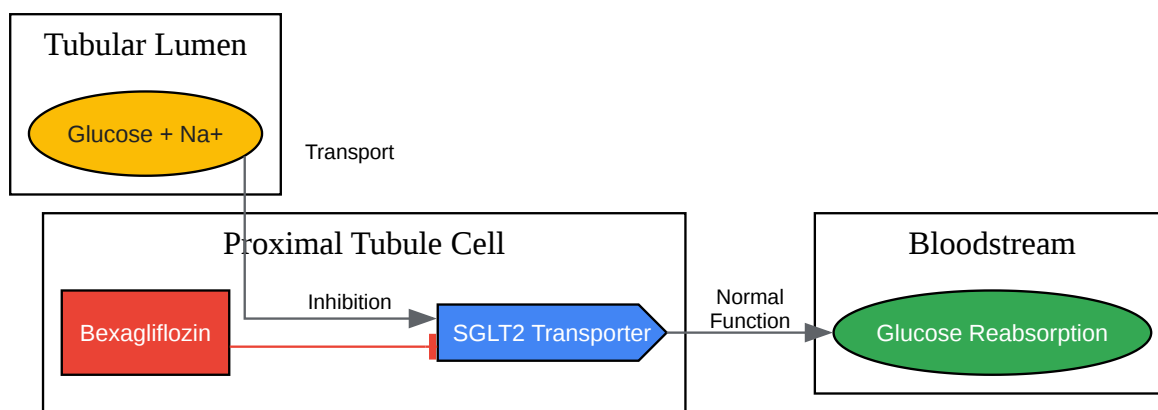 Tubular Lumen
Glucose + Na+
Transport
Proximal Tubule Cell
Bexagliflozin
Inhibition
SGLT2 Transporter
Normal
Function
Bloodstream
Glucose Reabsorption